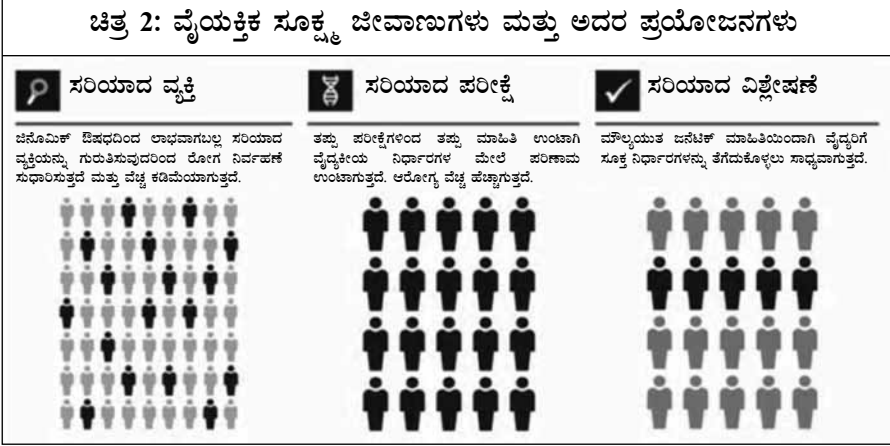 ಚಿತ್ರ 2: ವೈಯಕ್ತಿಕ ಸೂಕ್ಷ್ಮ ಜೀವಾಣುಗಳು ಮತ್ತು ಅದರ ಪ್ರಯೋಜನಗಳು
ಸರಿಯಾದ ವ್ಯಕ್ತಿ
ಜಿನೊಮಿಕ್ ಔಷಧದಿಂದ ಲಾಭವಾಗಬಲ್ಲ ಸರಿಯಾದ
ವ್ಯಕ್ತಿಯನ್ನು ಗುರುತಿಸುವುದರಿಂದ ರೋಗ ನಿರ್ವಹಣೆ
ಸುಧಾರಿಸುತ್ತದೆ ಮತ್ತು ವೆಚ್ಚ ಕಡಿಮೆಯಾಗುತ್ತದೆ.
ಸರಿಯಾದ ಪರೀಕ್ಷೆ
ತಪ್ಪು ಪರೀಕ್ಷೆಗಳಿಂದ ತಪ್ಪು ಮಾಹಿತಿ ಉಂಟಾಗಿ
ವೈದ್ಯಕೀಯ ನಿರ್ಧಾರಗಳ ಮೇಲೆ ಪರಿಣಾಮ
ಉಂಟಾಗುತ್ತದೆ. ಆರೋಗ್ಯ ವೆಚ್ಚ ಹೆಚ್ಚಾಗುತ್ತದೆ.
ಸರಿಯಾದ ವಿಶ್ಲೇಷಣೆ
ಮೌಲ್ಯಯುತ ಜನೆಟಿಕ್ ಮಾಹಿತಿಯಿಂದಾಗಿ ವೈದ್ಯರಿಗೆ
ಸೂಕ್ತ ನಿರ್ಧಾರಗಳನ್ನು ತೆಗೆದುಕೊಳ್ಳಲು ಸಾಧ್ಯವಾಗುತ್ತದೆ.